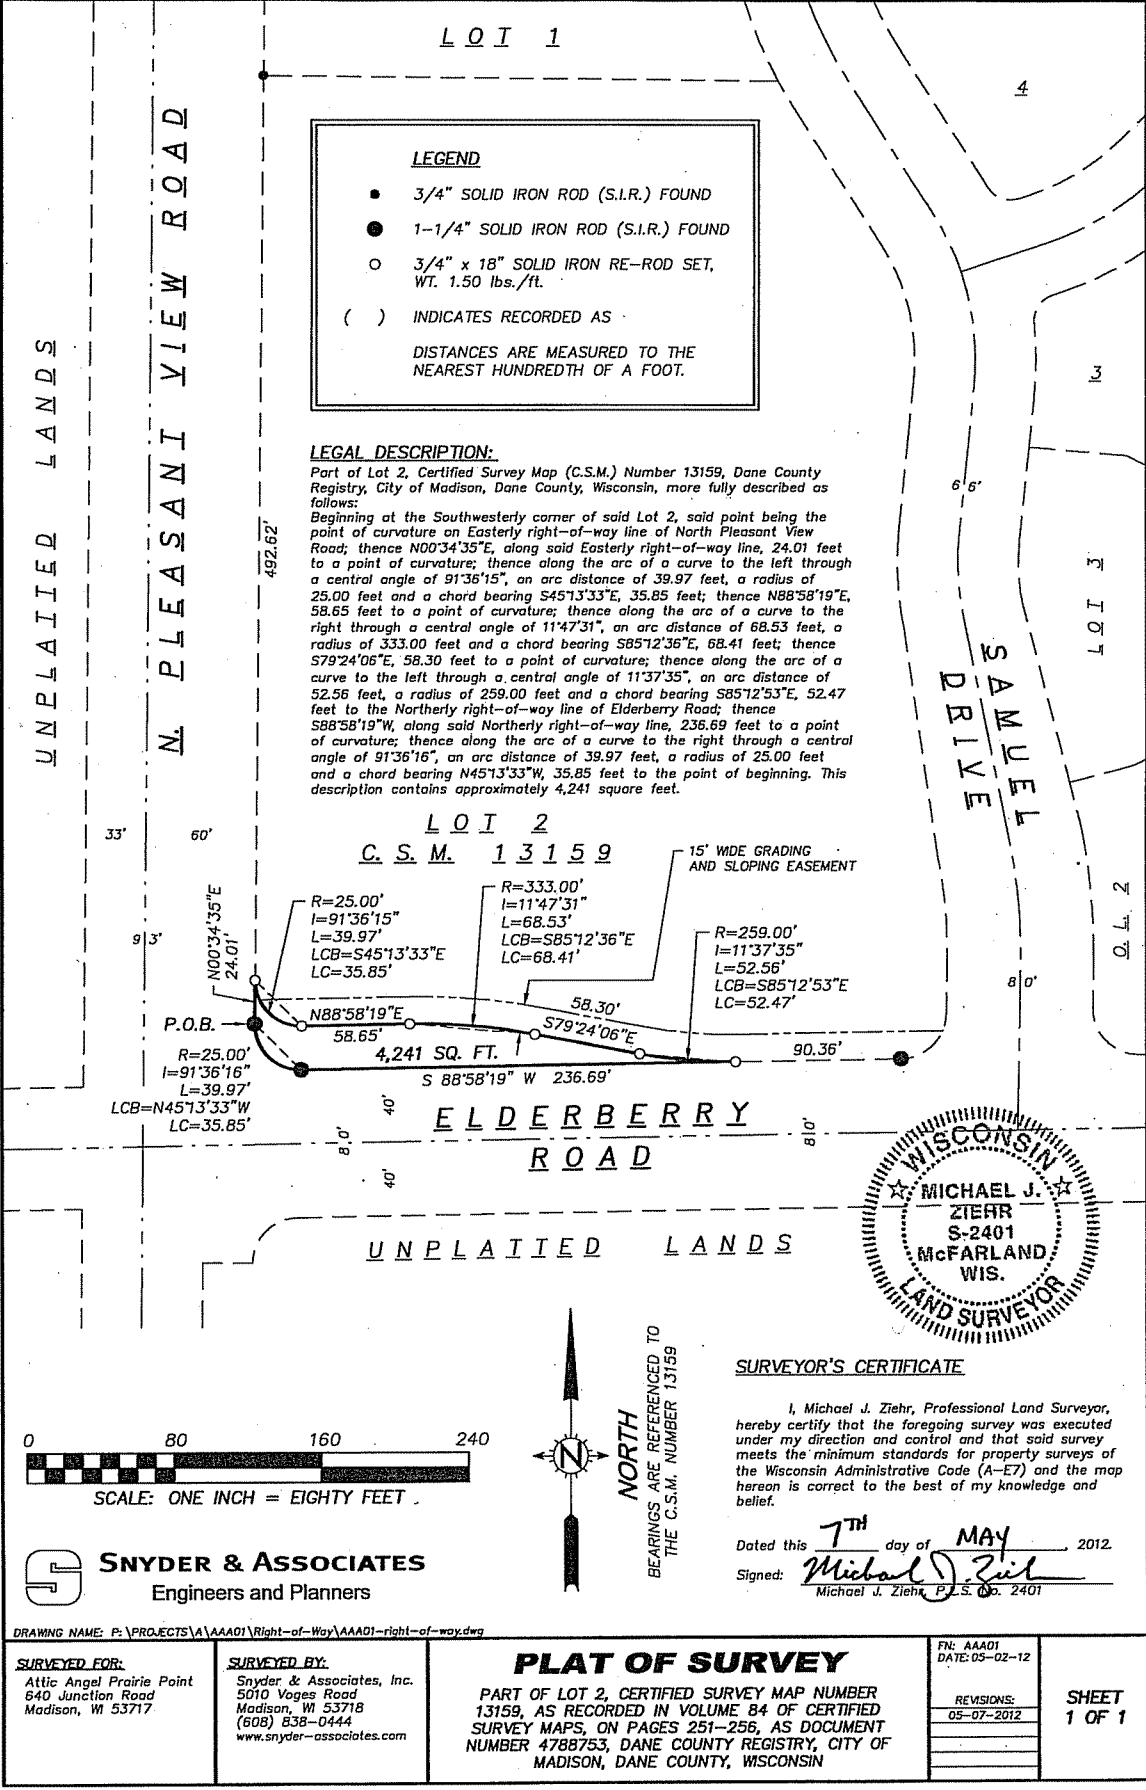 LOT 1
4
LEGEND
3/4" SOLID IRON ROD (S.I.R.) FOUND
1-1/4" SOLID IRON ROD (S.I.R.) FOUND
3/4" x 18" SOLID IRON RE-ROD SET,
WT. 1.50 lbs./ft.
( ) INDICATES RECORDED AS
DISTANCES ARE MEASURED TO THE
NEAREST HUNDREDTH OF A FOOT.
UNPLATTED LANDS
N. PLEASANT VIEW ROAD
492.62'
3
66'
LOT 3
SAMUEL
DRIVE
O.L. 2
LEGAL DESCRIPTION:
Part of Lot 2, Certified Survey Map (C.S.M.) Number 13159, Dane County
Registry, City of Madison, Dane County, Wisconsin, more fully described as
follows:
Beginning at the Southwesterly corner of said Lot 2, said point being the
point of curvature on Easterly right-of-way line of North Pleasant View
Road; thence N00°34'35"E, along said Easterly right-of-way line, 24.01 feet
to a point of curvature; thence along the arc of a curve to the left through
a central angle of 91°36'15", an arc distance of 39.97 feet, a radius of
25.00 feet and a chord bearing S45°13'33"E, 35.85 feet; thence N88°58'19"E,
58.65 feet to a point of curvature; thence along the arc of a curve to the
right through a central angle of 11°47'31", an arc distance of 68.53 feet, a
radius of 333.00 feet and a chord bearing S85°12'36"E, 68.41 feet; thence
S79°24'06"E, 58.30 feet to a point of curvature; thence along the arc of a
curve to the left through a central angle of 11°37'35", an arc distance of
52.56 feet, a radius of 259.00 feet and a chord bearing S85°12'53"E, 52.47
feet to the Northerly right-of-way line of Elderberry Road; thence
S88°58'19"W, along said Northerly right-of-way line, 236.69 feet to a point
of curvature; thence along the arc of a curve to the right through a central
angle of 91°36'16", an arc distance of 39.97 feet, a radius of 25.00 feet
and a chord bearing N45°13'33"W, 35.85 feet to the point of beginning. This
description contains approximately 4,241 square feet.
LOT 2
C. S. M. 13159
33'
60'
93'
N00°34'35"E
24.01'
R=25.00'
I=91°36'15"
L=39.97'
LCB=S45°13'33"E
LC=35.85'
R=333.00'
I=11°47'31"
L=68.53'
LCB=S85°12'36"E
LC=68.41'
15' WIDE GRADING
AND SLOPING EASEMENT
R=259.00'
I=11°37'35"
L=52.56'
LCB=S85°12'53"E
LC=52.47'
80'
P.O.B.
N88°58'19"E
58.65'
58.30'
S79°24'06"E
90.36'
4,241 SQ. FT.
S 88°58'19" W 236.69'
R=25.00'
I=91°36'16"
L=39.97'
LCB=N45°13'33"W
LC=35.85'
40'
80'
40'
80'
ELDERBERRY
ROAD
UNPLATTED LANDS
WISCONSIN
MICHAEL J.
ZIEHR
S-2401
McFARLAND
WIS.
LAND SURVEYOR
0 80 160 240
SCALE: ONE INCH = EIGHTY FEET
N
NORTH
BEARINGS ARE REFERENCED TO
THE C.S.M. NUMBER 13159
SURVEYOR'S CERTIFICATE
I, Michael J. Ziehr, Professional Land Surveyor,
hereby certify that the foregoing survey was executed
under my direction and control and that said survey
meets the minimum standards for property surveys of
the Wisconsin Administrative Code (A-E7) and the map
hereon is correct to the best of my knowledge and
belief.
Dated this 7TH day of MAY, 2012.
Signed: Michael J. Ziehr
Michael J. Ziehr, P.L.S. No. 2401
S
SNYDER & ASSOCIATES
Engineers and Planners
DRAWING NAME: P:\PROJECTS\A\AAA01\Right-of-Way\AAA01-right-of-way.dwg
SURVEYED FOR:
Attic Angel Prairie Point
640 Junction Road
Madison, WI 53717
SURVEYED BY:
Snyder & Associates, Inc.
5010 Voges Road
Madison, WI 53718
(608) 838-0444
www.snyder-associates.com
PLAT OF SURVEY
PART OF LOT 2, CERTIFIED SURVEY MAP NUMBER
13159, AS RECORDED IN VOLUME 84 OF CERTIFIED
SURVEY MAPS, ON PAGES 251-256, AS DOCUMENT
NUMBER 4788753, DANE COUNTY REGISTRY, CITY OF
MADISON, DANE COUNTY, WISCONSIN
FN: AAA01
DATE: 05-02-12
REVISIONS:
05-07-2012
SHEET
1 OF 1